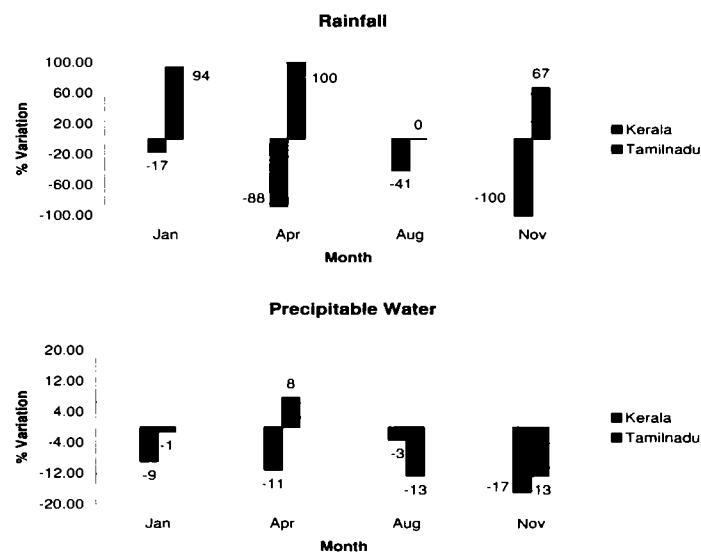 Rainfall
100.00
60.00
20.00
-20.00
-60.00
-100.00
% Variation
94
-17
100
-88
0
-41
67
-100
Jan Apr Aug Nov
Month
Kerala
Tamilnadu
Precipitable Water
20.00
12.00
4.00
-4.00
-12.00
-20.00
% Variation
-1
-9
8
-11
-3
-13
-17
13
Jan Apr Aug Nov
Month
Kerala
Tamilnadu